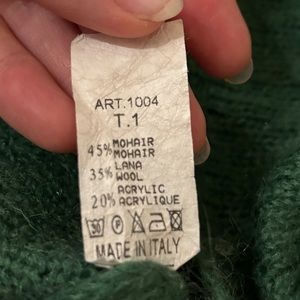 ART.1004
T.1
45% MOHAIR
MOHAIR
LANA
35% WOOL
ACRYLIC
20% ACRYLIQUE
MADE IN ITALY